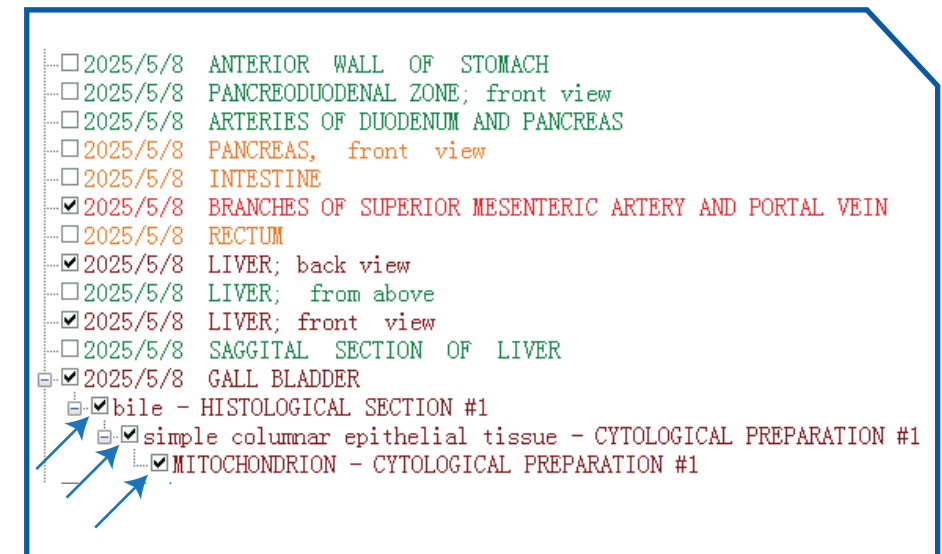 2025/5/8 ANTERIOR WALL OF STOMACH
2025/5/8 PANCREODUODENAL ZONE; front view
2025/5/8 ARTERIES OF DUODENUM AND PANCREAS
2025/5/8 PANCREAS, front view
2025/5/8 INTESTINE
2025/5/8 BRANCHES OF SUPERIOR MESENTERIC ARTERY AND PORTAL VEIN
2025/5/8 RECTUM
2025/5/8 LIVER; back view
2025/5/8 LIVER; from above
2025/5/8 LIVER; front view
2025/5/8 SAGGITAL SECTION OF LIVER
2025/5/8 GALL BLADDER
bile - HISTOLOGICAL SECTION #1
simple columnar epithelial tissue - CYTOLOGICAL PREPARATION #1
MITOCHONDRION - CYTOLOGICAL PREPARATION #1